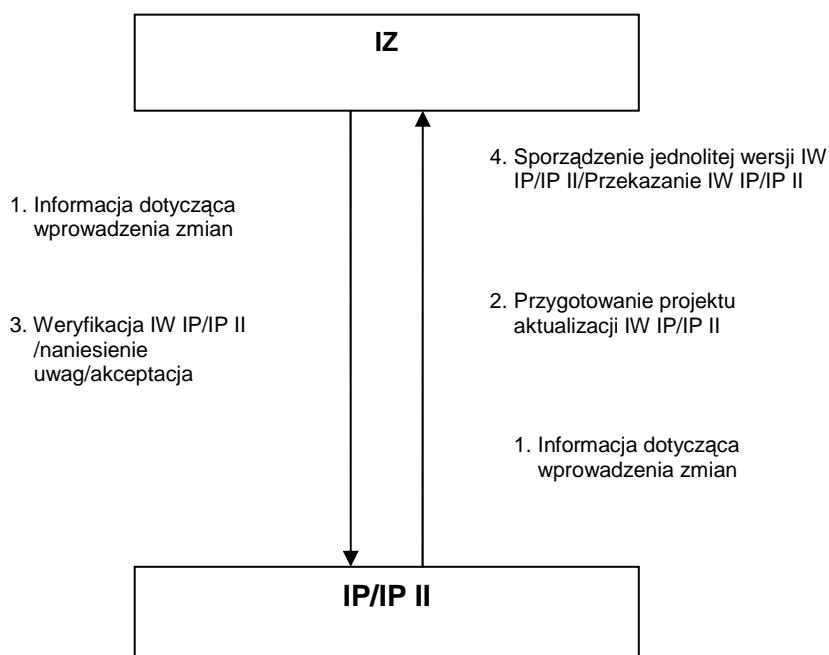 IZ
4. Sporządzenie jednolitej wersji IW
IP/IP II/Przekazanie IW IP/IP II
1. Informacja dotycząca
wprowadzenia zmian
3. Weryfikacja IW IP/IP II
/naniesienie
uwag/akceptacja
2. Przygotowanie projektu
aktualizacji IW IP/IP II
1. Informacja dotycząca
wprowadzenia zmian
IP/IP II